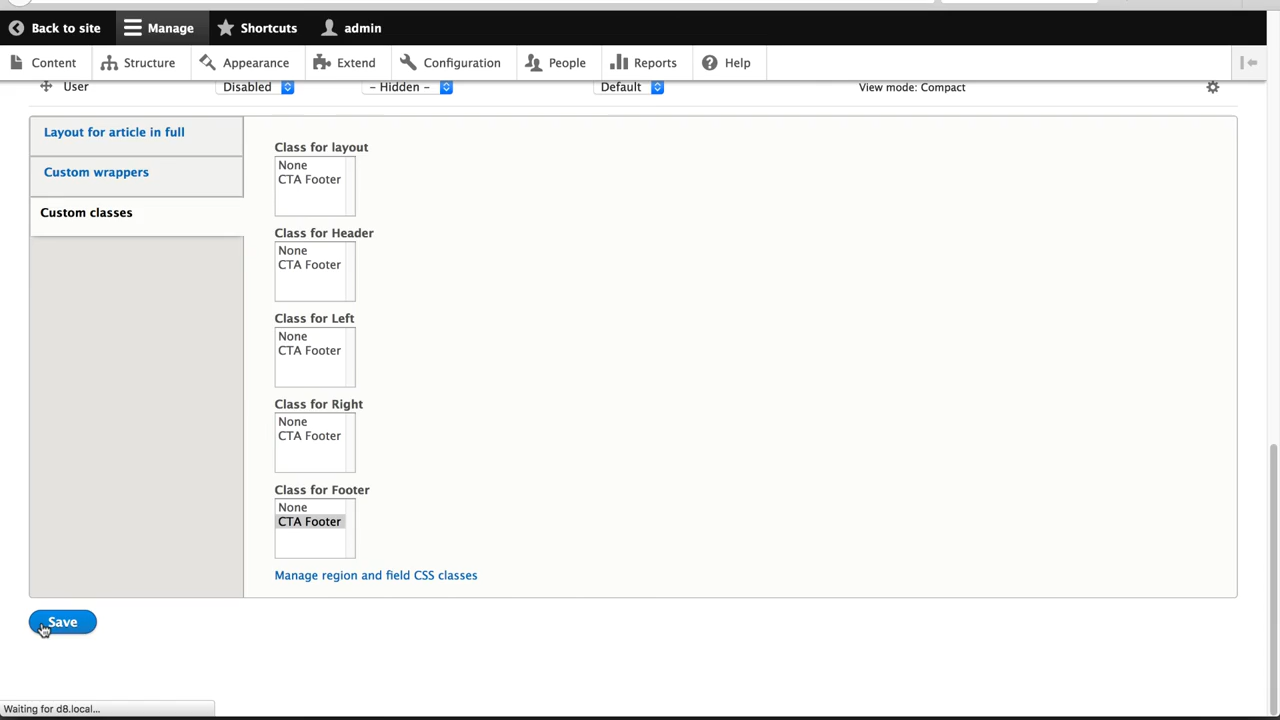 Back to site Manage Shortcuts admin
Content Structure Appearance Extend Configuration People Reports Help
User Disabled - Hidden - Default View mode: Compact
Layout for article in full
Custom wrappers
Custom classes
Class for layout
None
CTA Footer
Class for Header
None
CTA Footer
Class for Left
None
CTA Footer
Class for Right
None
CTA Footer
Class for Footer
None
CTA Footer
Manage region and field CSS classes
Save
Waiting for d8.local...